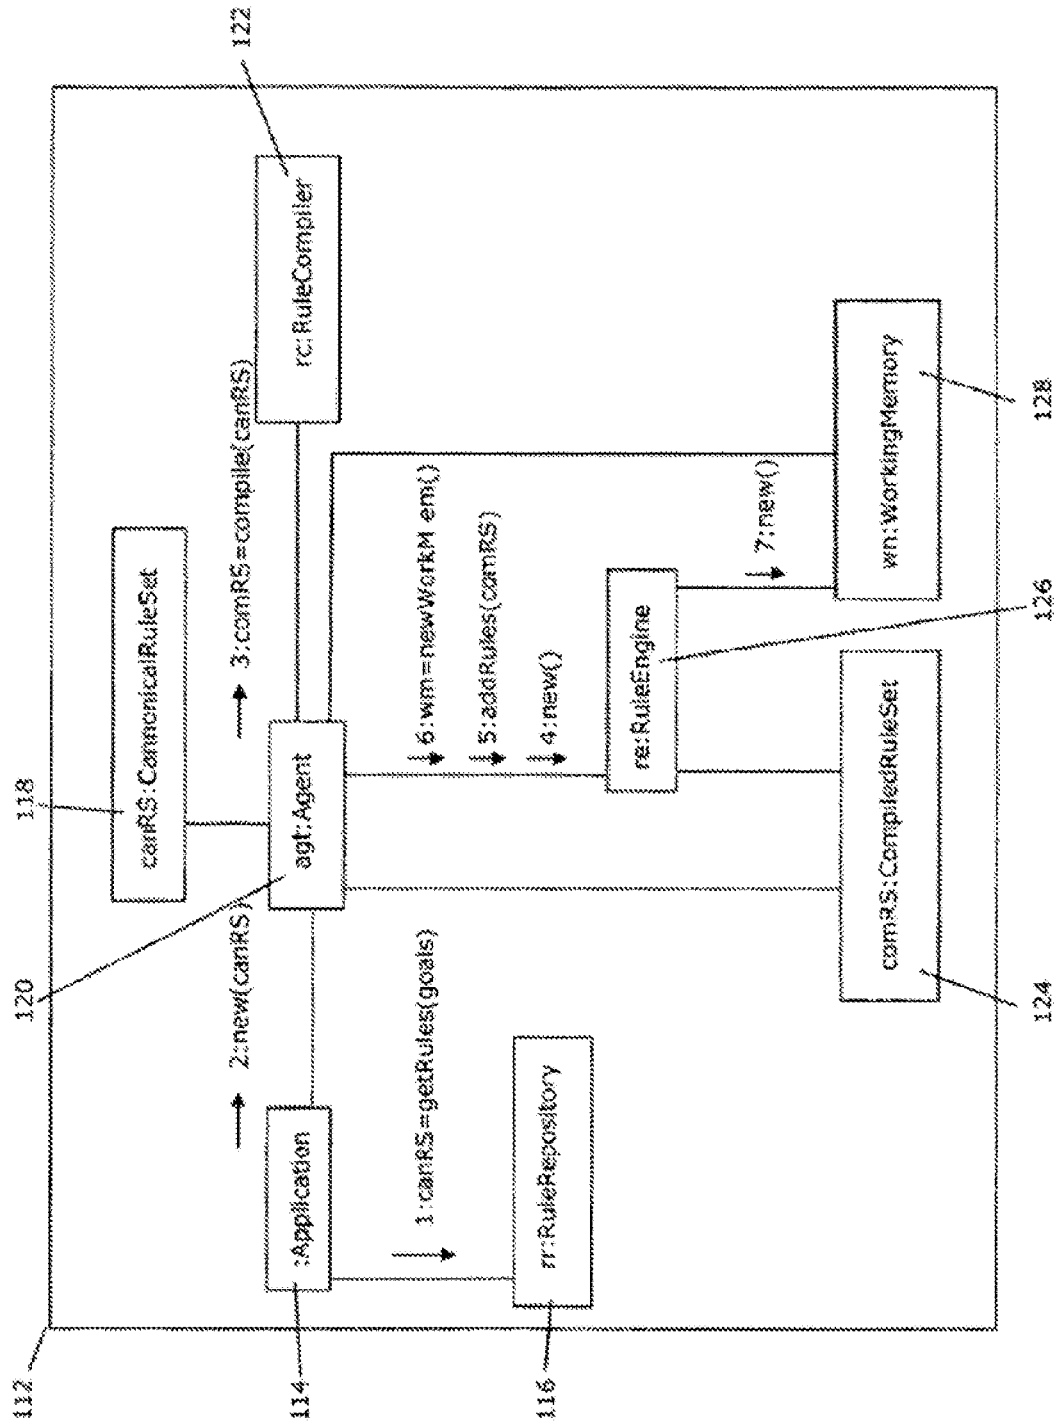 112
114
116
118
120
122
124
126
128
canRS:CannonicalRuleSet
2:new(canRS)
3:comRS=compile(canRS)
:Application
agt:Agent
rc:RuleCompiler
1:canRS=getRules(goals)
6:wm=newWorkM em()
5:addRules(comRS)
4:new()
rr:RuleRepository
re:RuleEngine
7:new()
comRS:CompiledRuleSet
wn:WorkingMemory